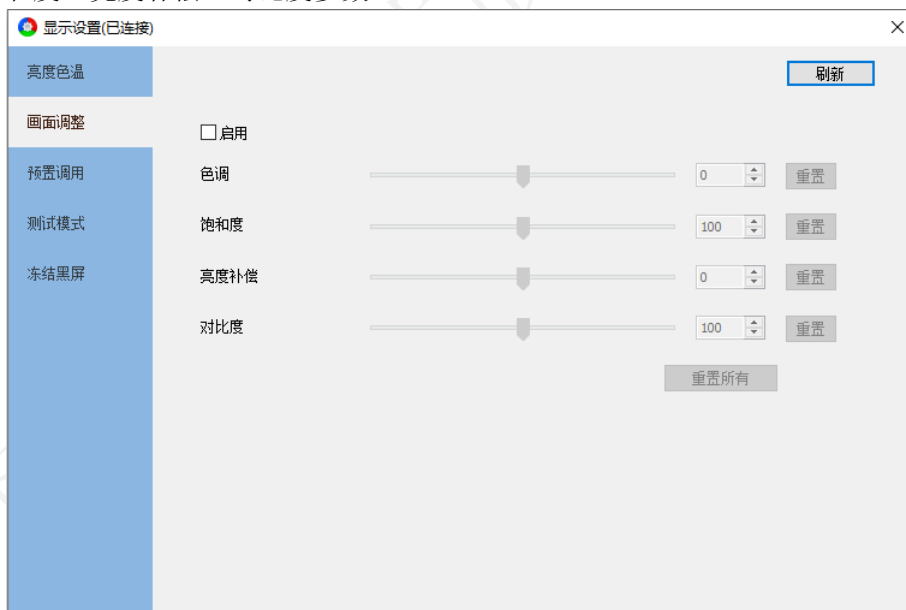 显示设置(已连接)
亮度色温
刷新
画面调整
启用
预置调用
色调 0 重置
测试模式
饱和度 100 重置
冻结黑屏
亮度补偿 0 重置
对比度 100 重置
重置所有